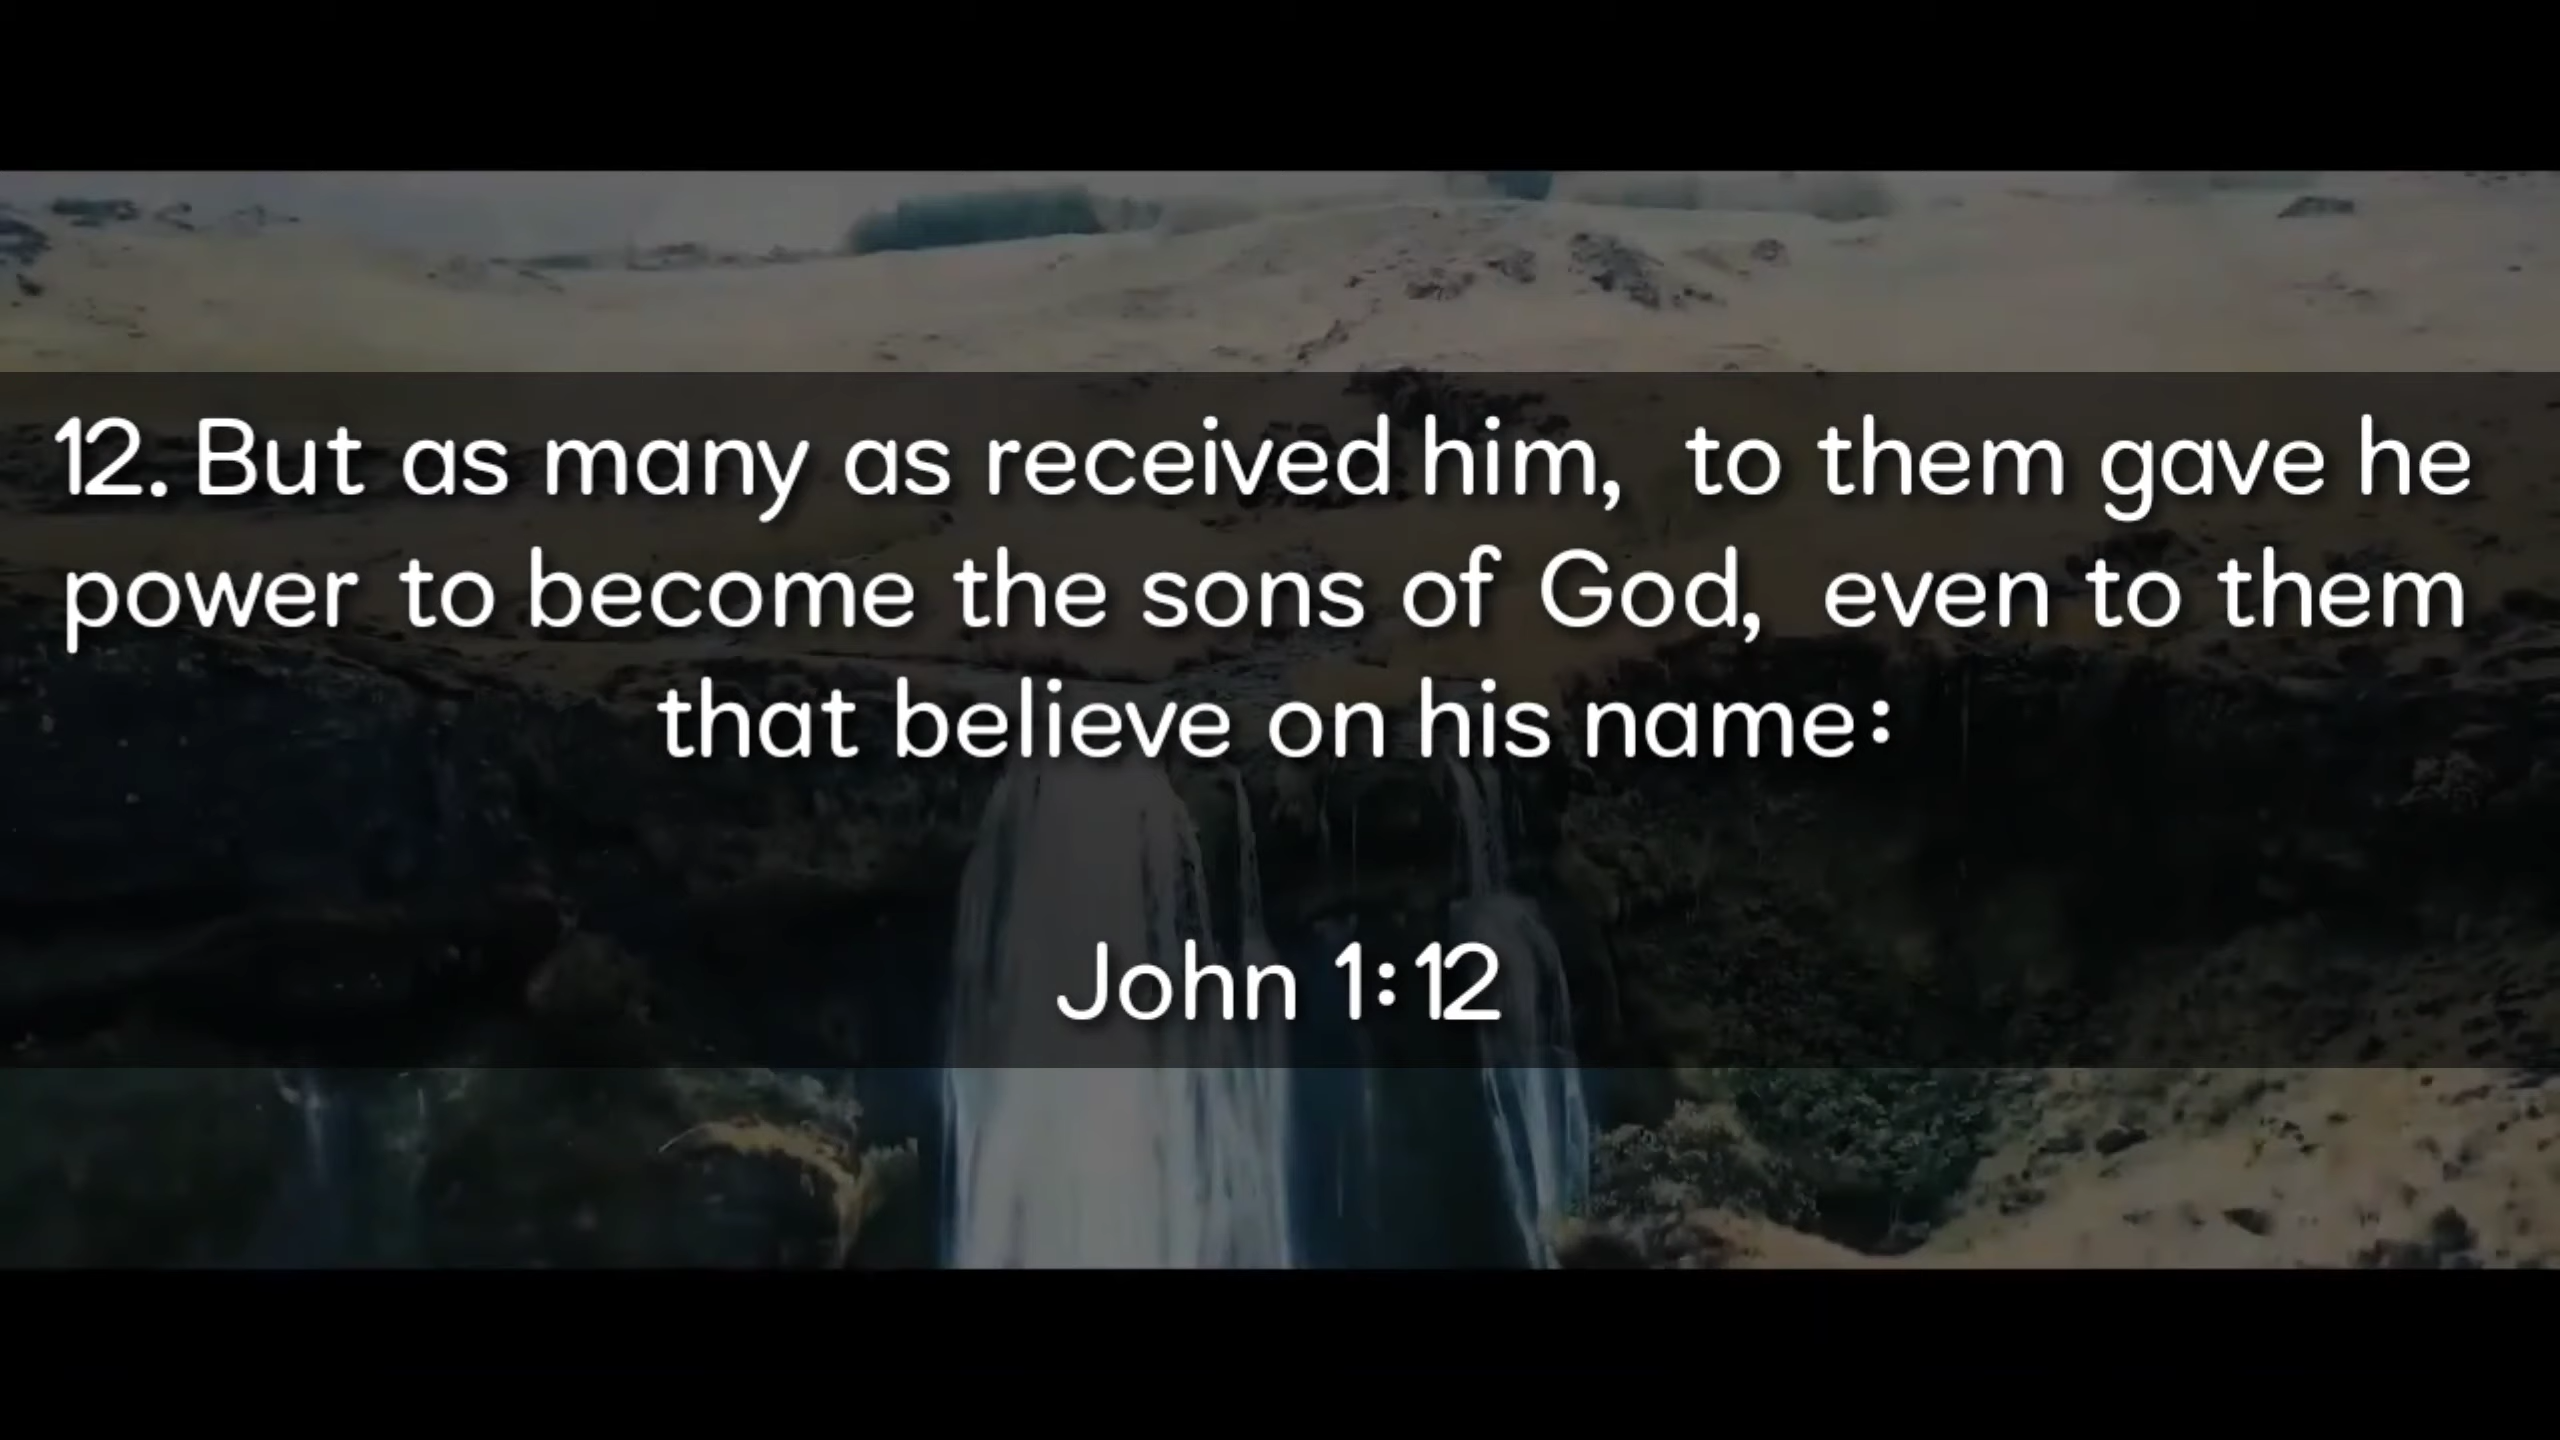 12. But as many as received him, to them gave he
power to become the sons of God, even to them
that believe on his name:
John 1:12